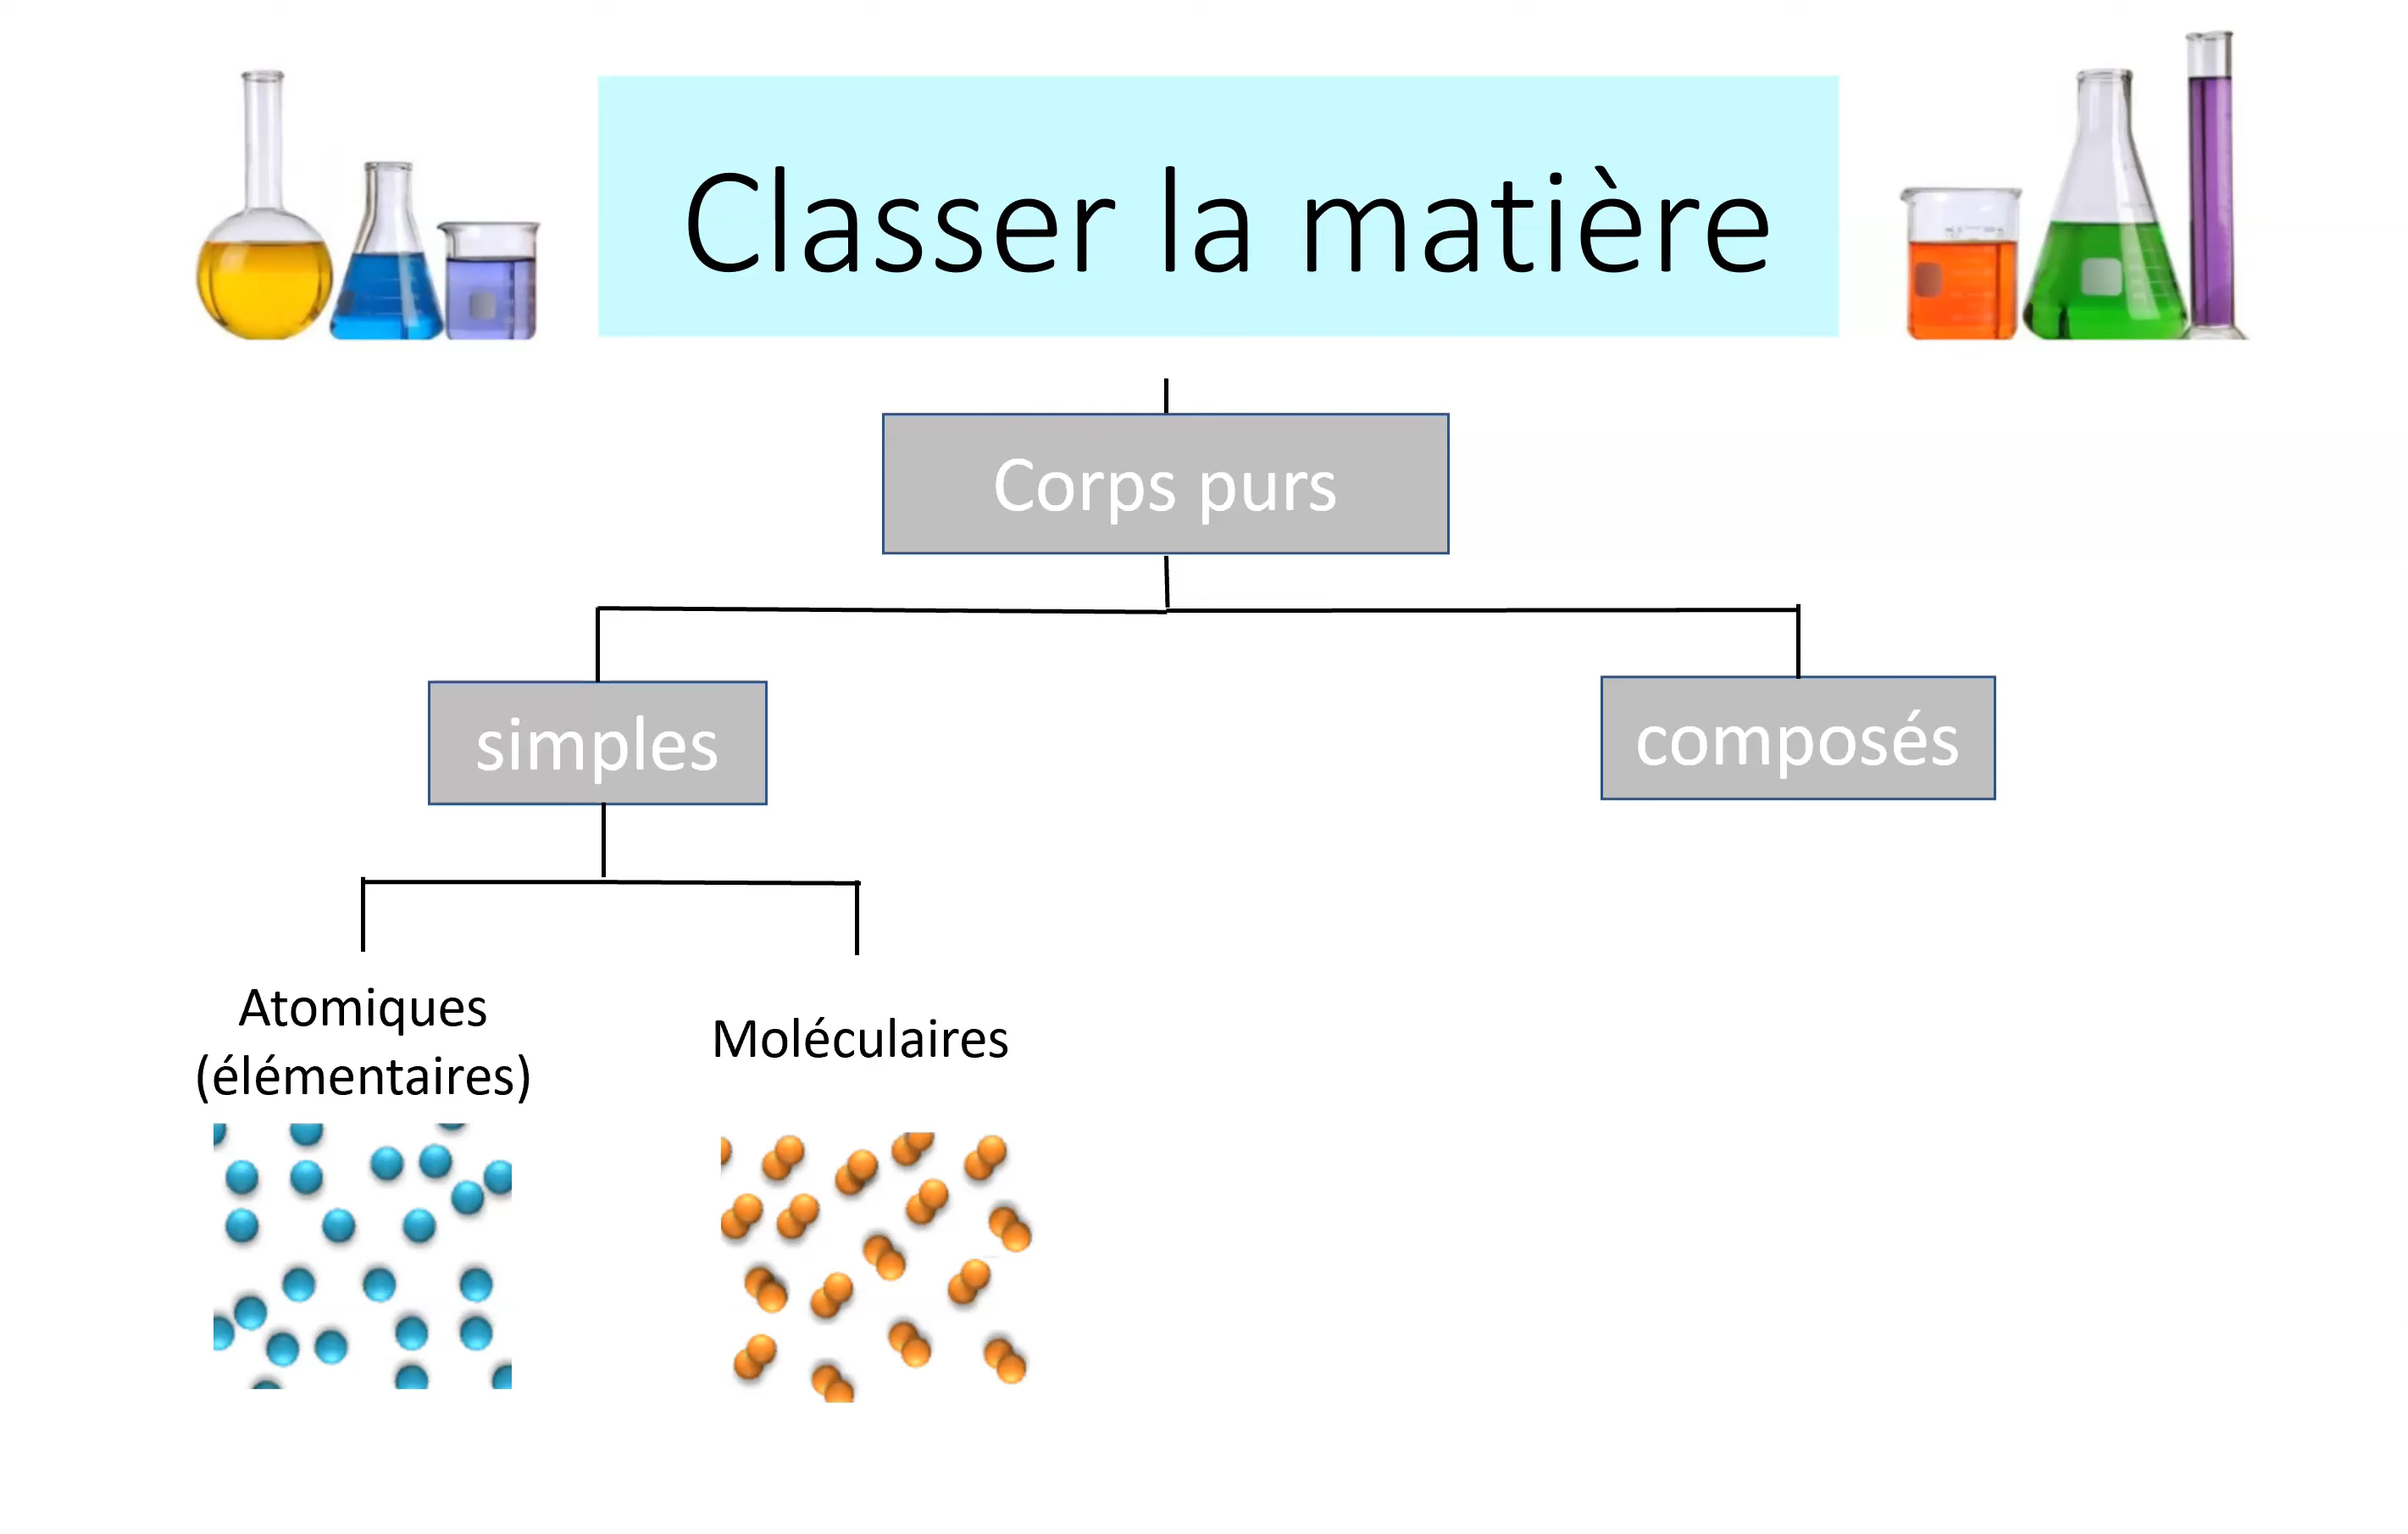 Classer la matière
Corps purs
simples
composés
Atomiques
(élémentaires)
Moléculaires